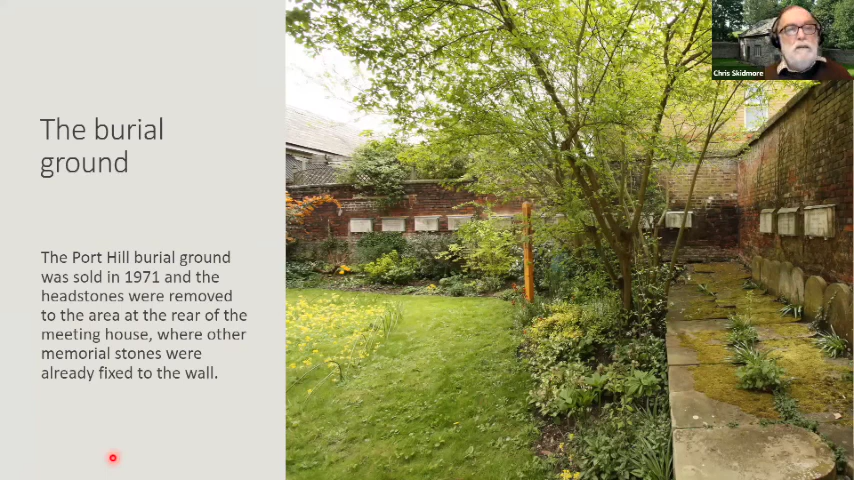 The burial
ground
The Port Hill burial ground
was sold in 1971 and the
headstones were removed
to the area at the rear of the
meeting house, where other
memorial stones were
already fixed to the wall.
Chris Skidmore